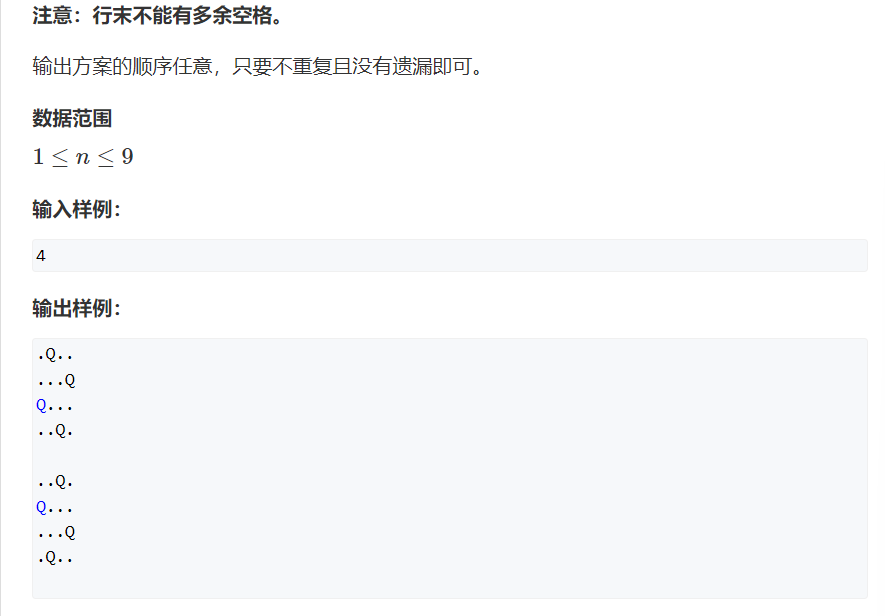 注意：行末不能有多余空格。
输出方案的顺序任意，只要不重复且没有遗漏即可。
数据范围
1 ≤ n ≤ 9
输入样例：
4
输出样例：
.Q..
...Q
Q...
..Q.
..Q.
Q...
...Q
.Q..